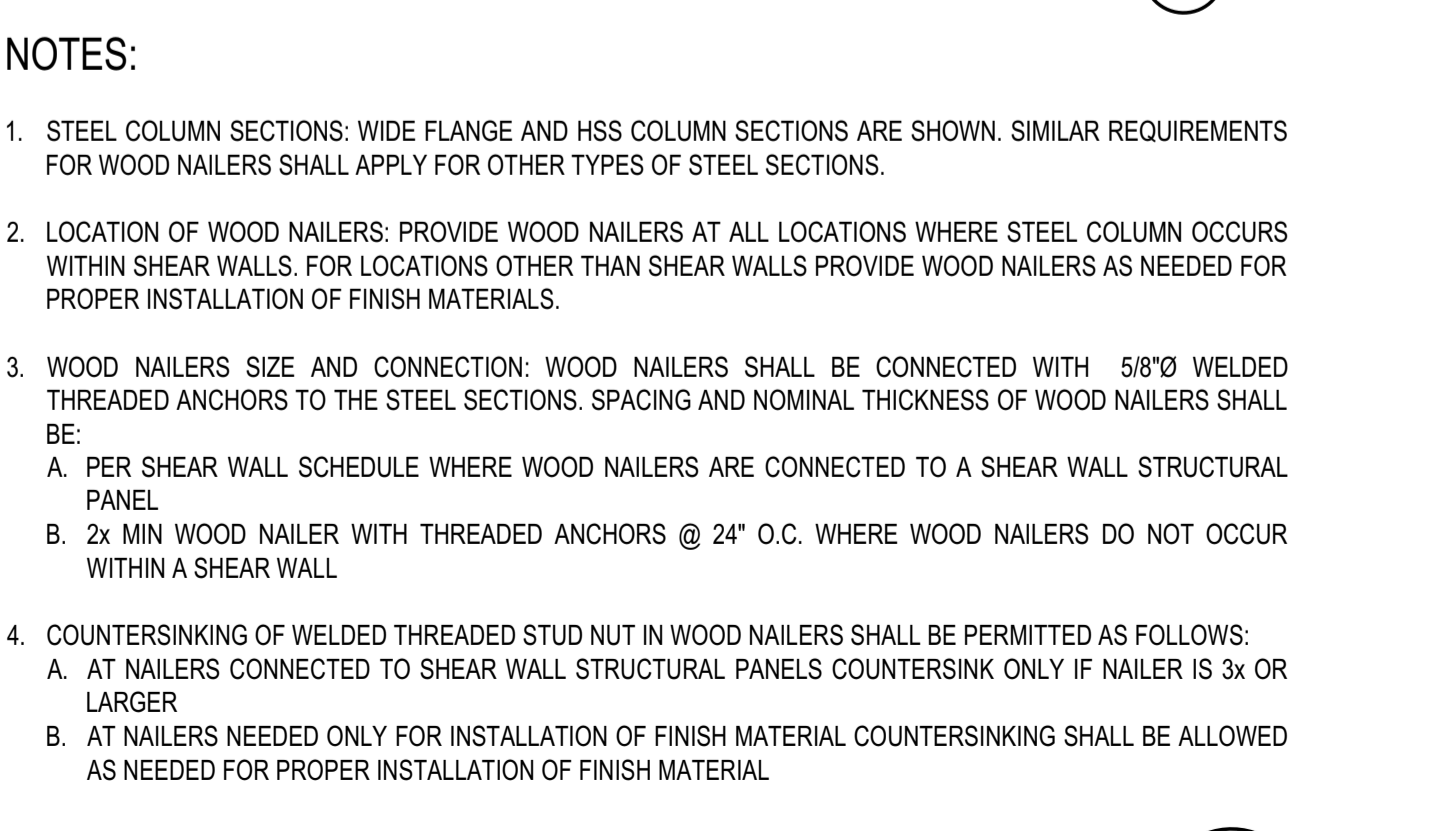 NOTES:
1. STEEL COLUMN SECTIONS: WIDE FLANGE AND HSS COLUMN SECTIONS ARE SHOWN. SIMILAR REQUIREMENTS
FOR WOOD NAILERS SHALL APPLY FOR OTHER TYPES OF STEEL SECTIONS.
2. LOCATION OF WOOD NAILERS: PROVIDE WOOD NAILERS AT ALL LOCATIONS WHERE STEEL COLUMN OCCURS
WITHIN SHEAR WALLS. FOR LOCATIONS OTHER THAN SHEAR WALLS PROVIDE WOOD NAILERS AS NEEDED FOR
PROPER INSTALLATION OF FINISH MATERIALS.
3. WOOD NAILERS SIZE AND CONNECTION: WOOD NAILERS SHALL BE CONNECTED WITH 5/8"Ø WELDED
THREADED ANCHORS TO THE STEEL SECTIONS. SPACING AND NOMINAL THICKNESS OF WOOD NAILERS SHALL
BE:
A. PER SHEAR WALL SCHEDULE WHERE WOOD NAILERS ARE CONNECTED TO A SHEAR WALL STRUCTURAL
PANEL
B. 2x MIN WOOD NAILER WITH THREADED ANCHORS @ 24" O.C. WHERE WOOD NAILERS DO NOT OCCUR
WITHIN A SHEAR WALL
4. COUNTERSINKING OF WELDED THREADED STUD NUT IN WOOD NAILERS SHALL BE PERMITTED AS FOLLOWS:
A. AT NAILERS CONNECTED TO SHEAR WALL STRUCTURAL PANELS COUNTERSINK ONLY IF NAILER IS 3x OR
LARGER
B. AT NAILERS NEEDED ONLY FOR INSTALLATION OF FINISH MATERIAL COUNTERSINKING SHALL BE ALLOWED
AS NEEDED FOR PROPER INSTALLATION OF FINISH MATERIAL